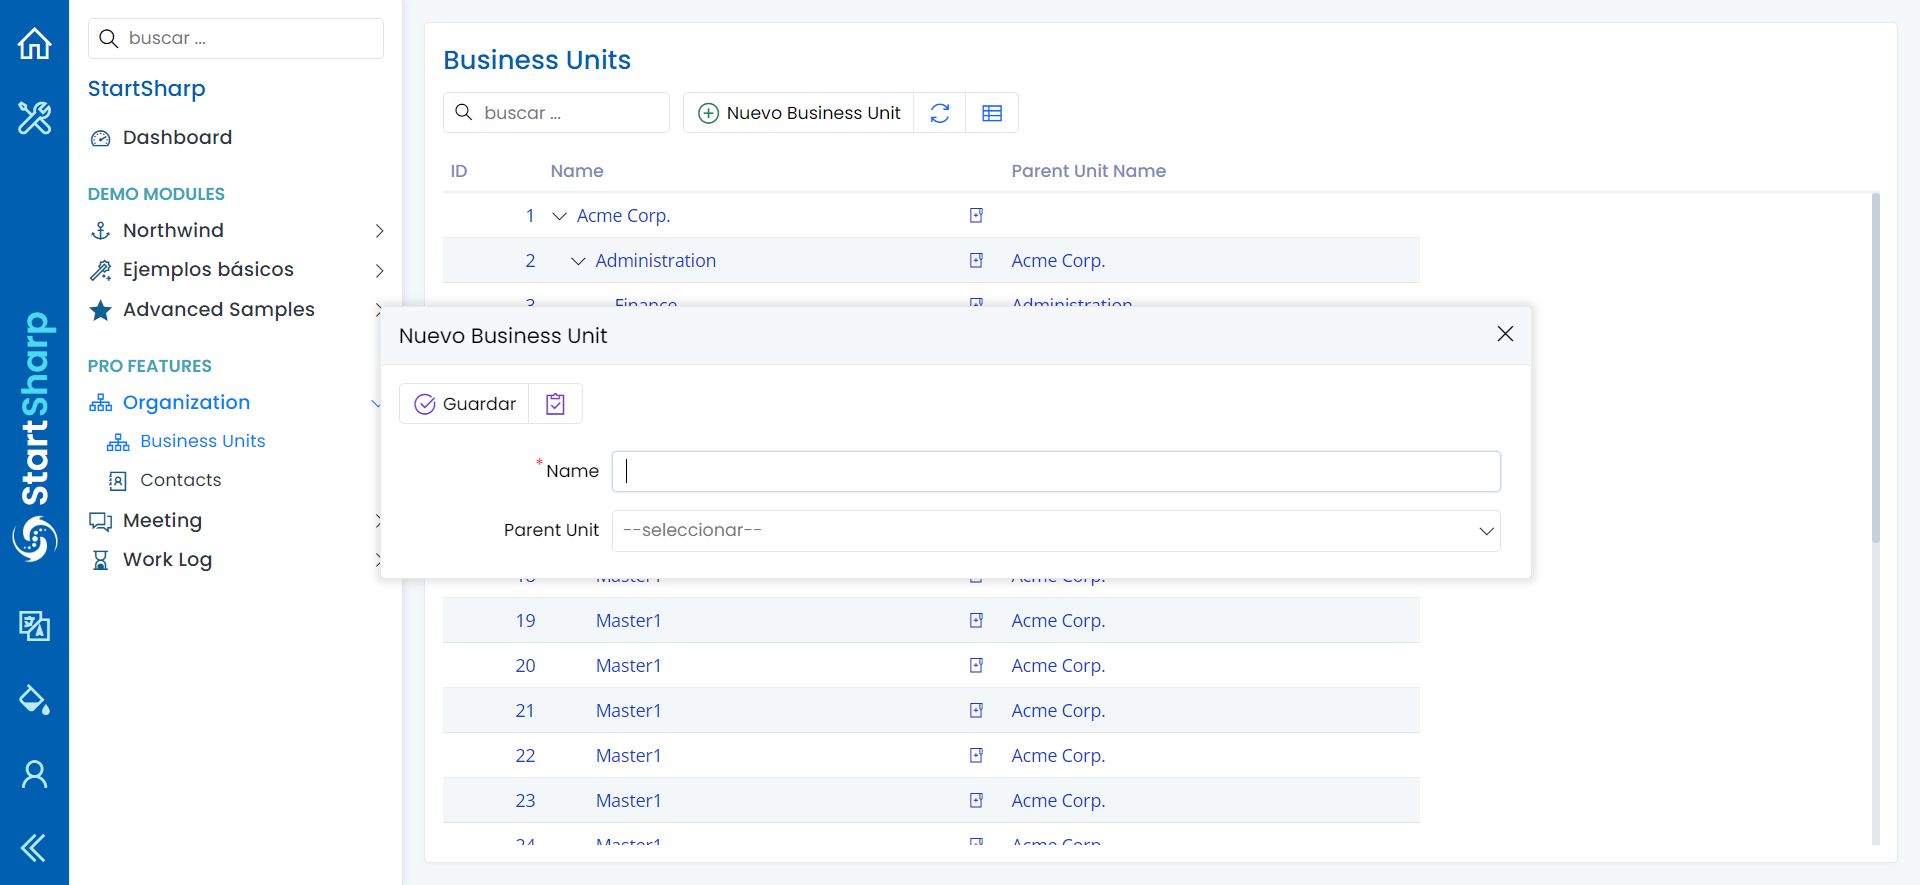 buscar ...
StartSharp
Dashboard
DEMO MODULES
Northwind
Ejemplos básicos
Advanced Samples
PRO FEATURES
Organization
Business Units
Contacts
Meeting
Work Log
StartSharp
Business Units
buscar ...
Nuevo Business Unit
ID Name Parent Unit Name
1 Acme Corp.
2 Administration Acme Corp.
3 Finance Administration
Nuevo Business Unit
Guardar
* Name
Parent Unit --seleccionar--
18 Master1 Acme Corp.
19 Master1 Acme Corp.
20 Master1 Acme Corp.
21 Master1 Acme Corp.
22 Master1 Acme Corp.
23 Master1 Acme Corp.
24 Master1 Acme Corp.